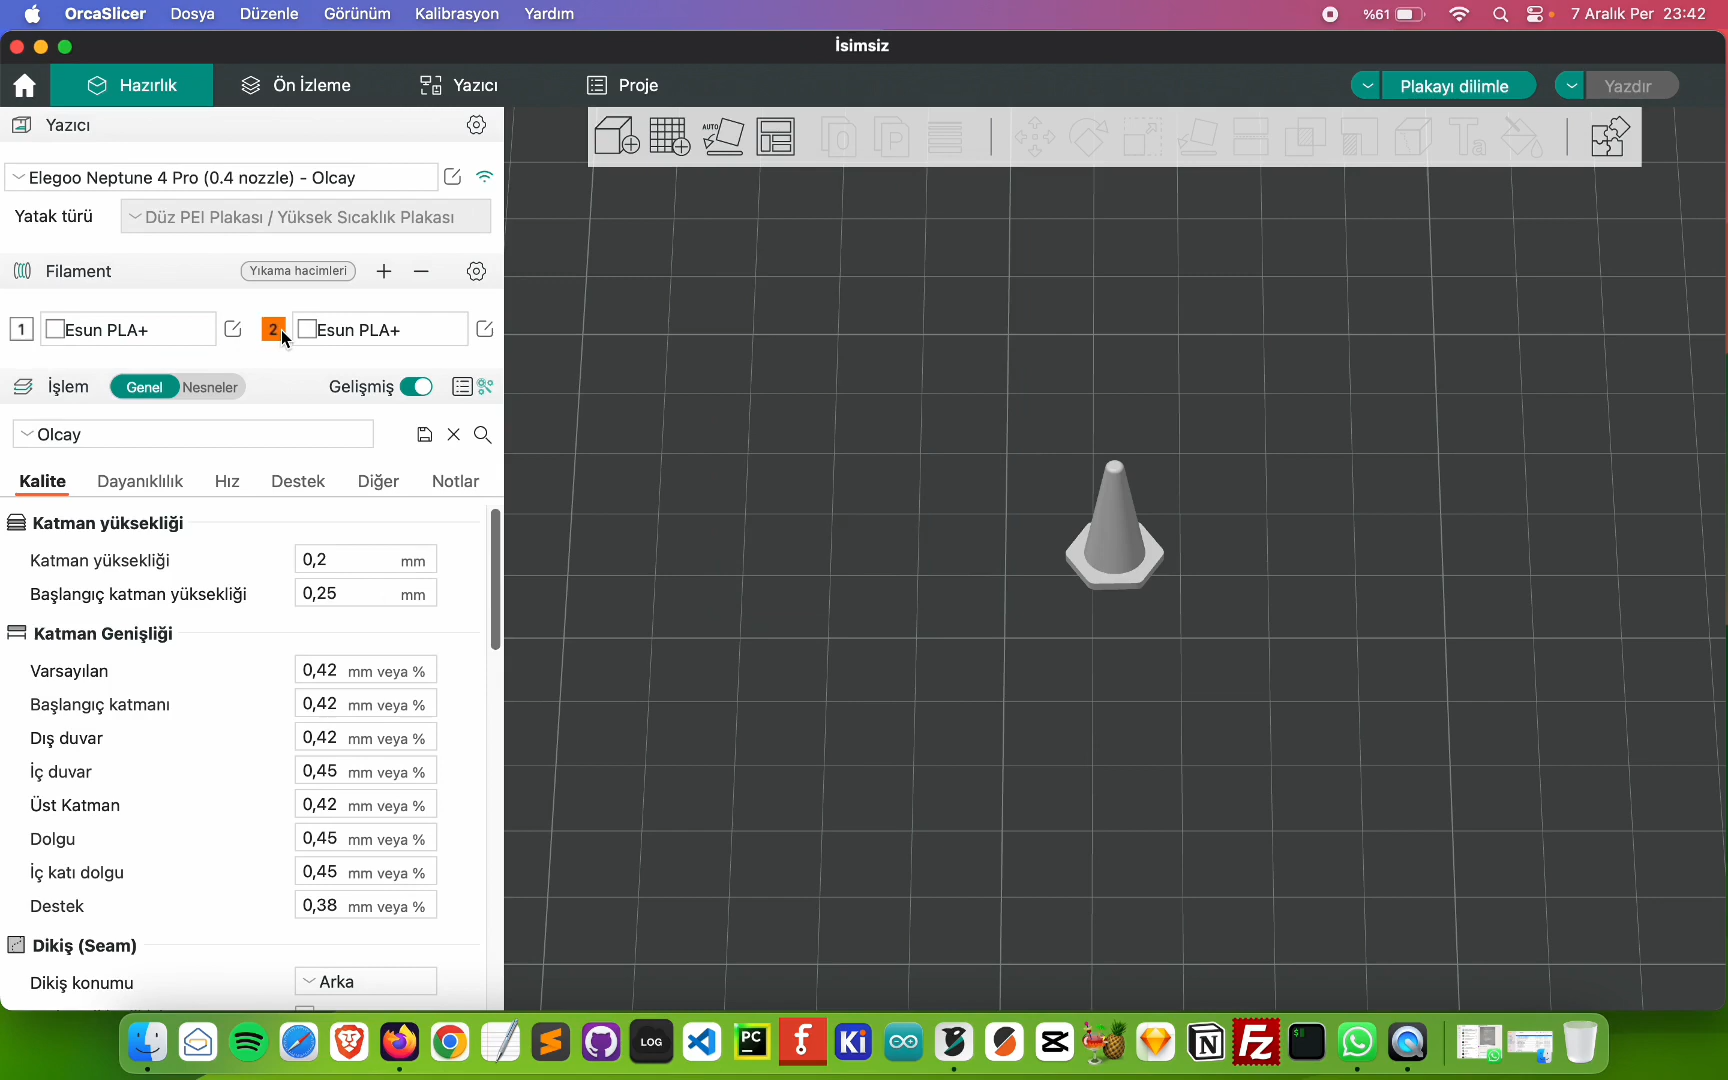 OrcaSlicer Dosya Düzenle Görünüm Kalibrasyon Yardım %61 7 Aralık Per 23:42
İsimsiz
Hazırlık Ön İzleme Yazıcı Proje Plakayı dilimle Yazdır
Yazıcı
AUTO
Elegoo Neptune 4 Pro (0.4 nozzle) - Olcay
Yatak türü Düz PEI Plakası / Yüksek Sıcaklık Plakası
Filament Yıkama hacimleri + −
1 Esun PLA+ 2 Esun PLA+
İşlem Genel Nesneler Gelişmiş
Olcay
Kalite Dayanıklılık Hız Destek Diğer Notlar
Katman yüksekliği
Katman yüksekliği 0,2 mm
Başlangıç katman yüksekliği 0,25 mm
Katman Genişliği
Varsayılan 0,42 mm veya %
Başlangıç katmanı 0,42 mm veya %
Dış duvar 0,42 mm veya %
İç duvar 0,45 mm veya %
Üst Katman 0,42 mm veya %
Dolgu 0,45 mm veya %
İç katı dolgu 0,45 mm veya %
Destek 0,38 mm veya %
Dikiş (Seam)
Dikiş konumu Arka
LOG PC f Ki N FZ $